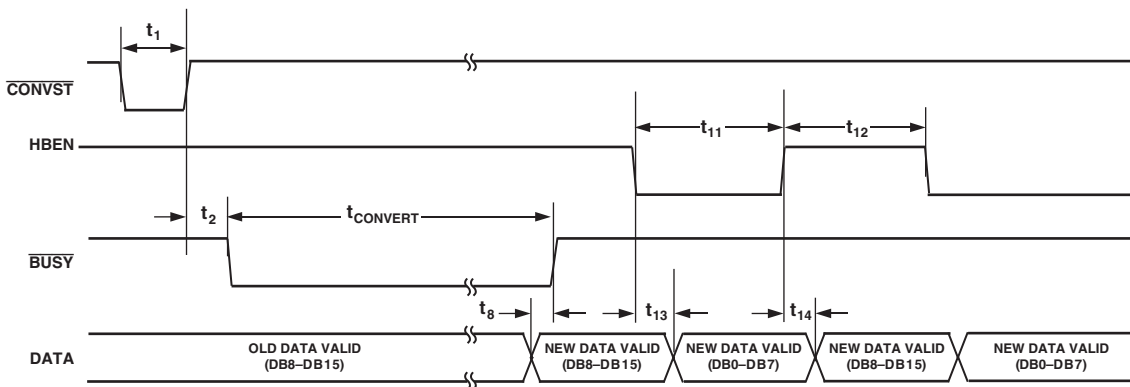 t1
CONVST
HBEN
t11
t12
t2
tCONVERT
BUSY
t8
t13
t14
DATA
OLD DATA VALID
(DB8–DB15)
NEW DATA VALID
(DB8–DB15)
NEW DATA VALID
(DB0–DB7)
NEW DATA VALID
(DB8–DB15)
NEW DATA VALID
(DB0–DB7)